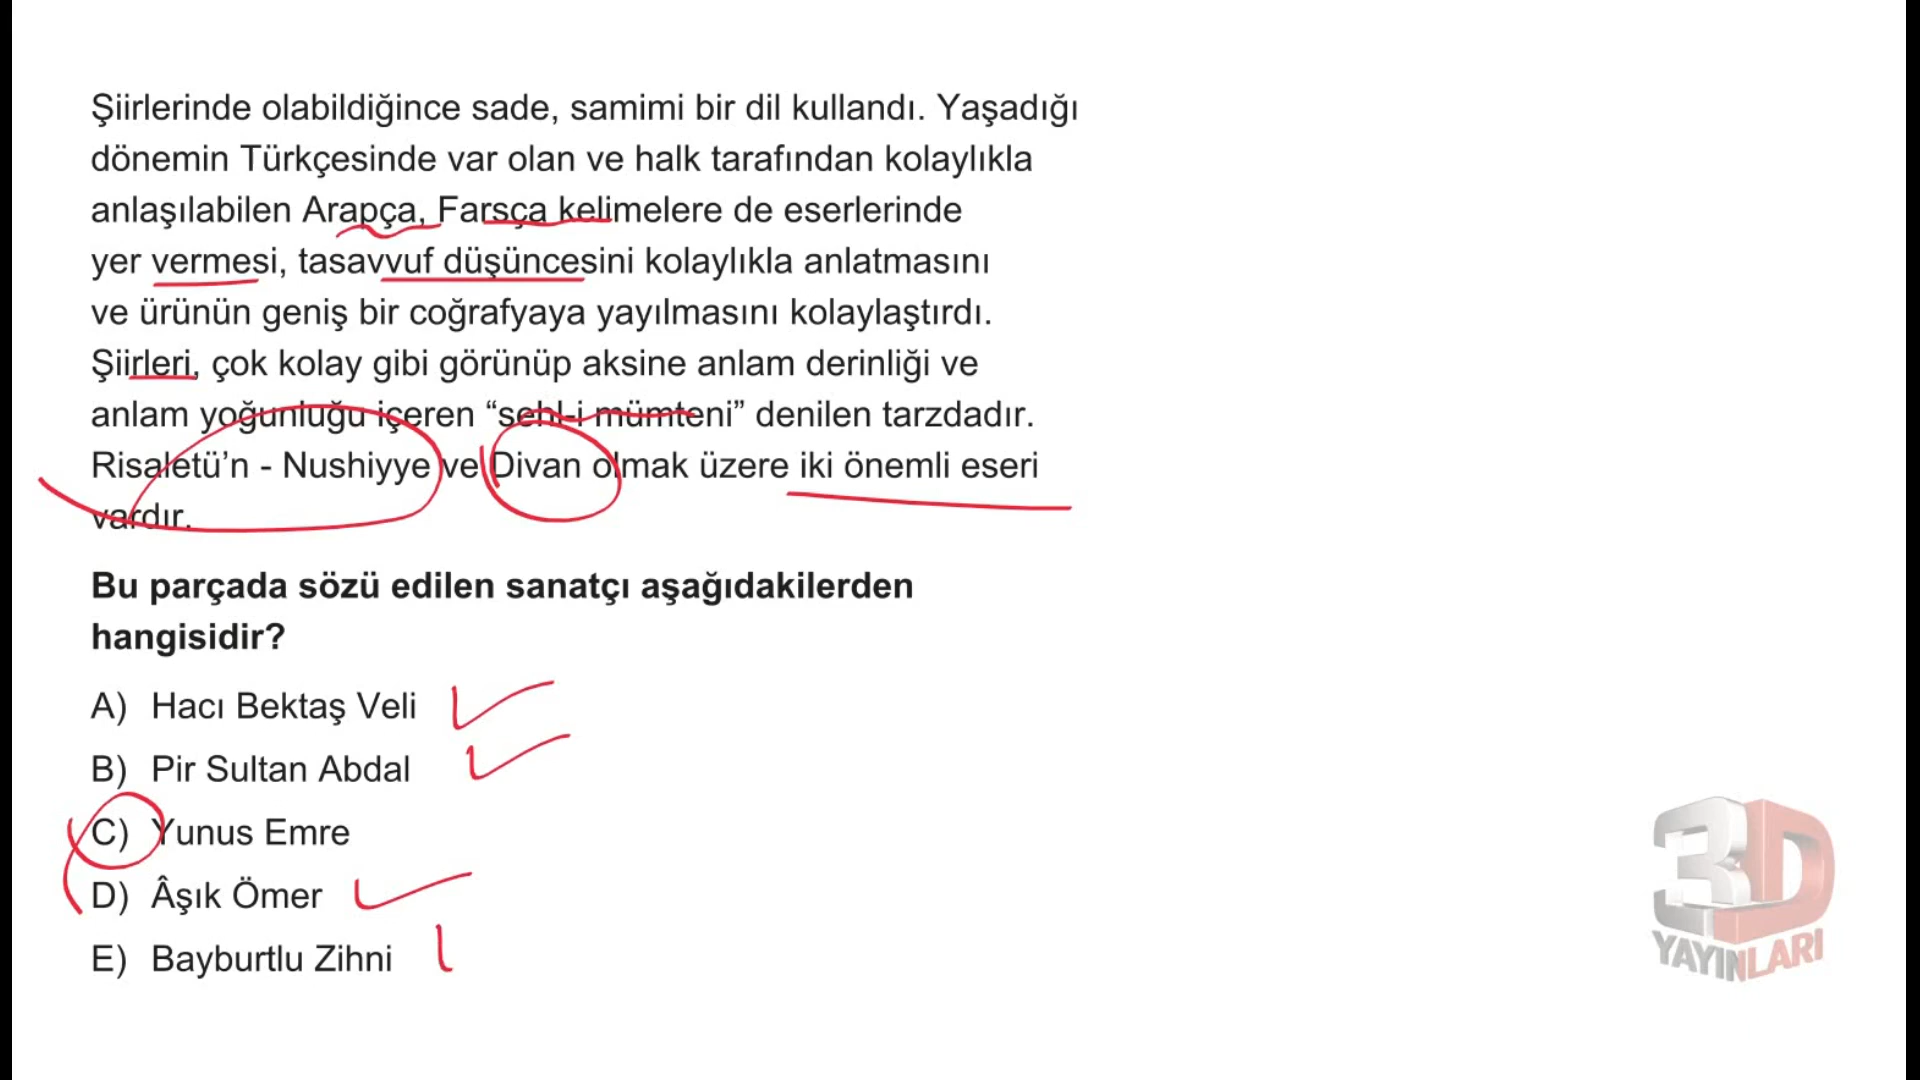 Şiirlerinde olabildiğince sade, samimi bir dil kullandı. Yaşadığı
dönemin Türkçesinde var olan ve halk tarafından kolaylıkla
anlaşılabilen Arapça, Farsça kelimelere de eserlerinde
yer vermesi, tasavvuf düşüncesini kolaylıkla anlatmasını
ve ürünün geniş bir coğrafyaya yayılmasını kolaylaştırdı.
Şiirleri, çok kolay gibi görünüp aksine anlam derinliği ve
anlam yoğunluğu içeren “sehl-i mümteni” denilen tarzdadır.
Risaletü’n - Nushiyye ve Divan olmak üzere iki önemli eseri
vardır.
Bu parçada sözü edilen sanatçı aşağıdakilerden
hangisidir?
A) Hacı Bektaş Veli
B) Pir Sultan Abdal
C) Yunus Emre
D) Âşık Ömer
E) Bayburtlu Zihni
3D
YAYINLARI